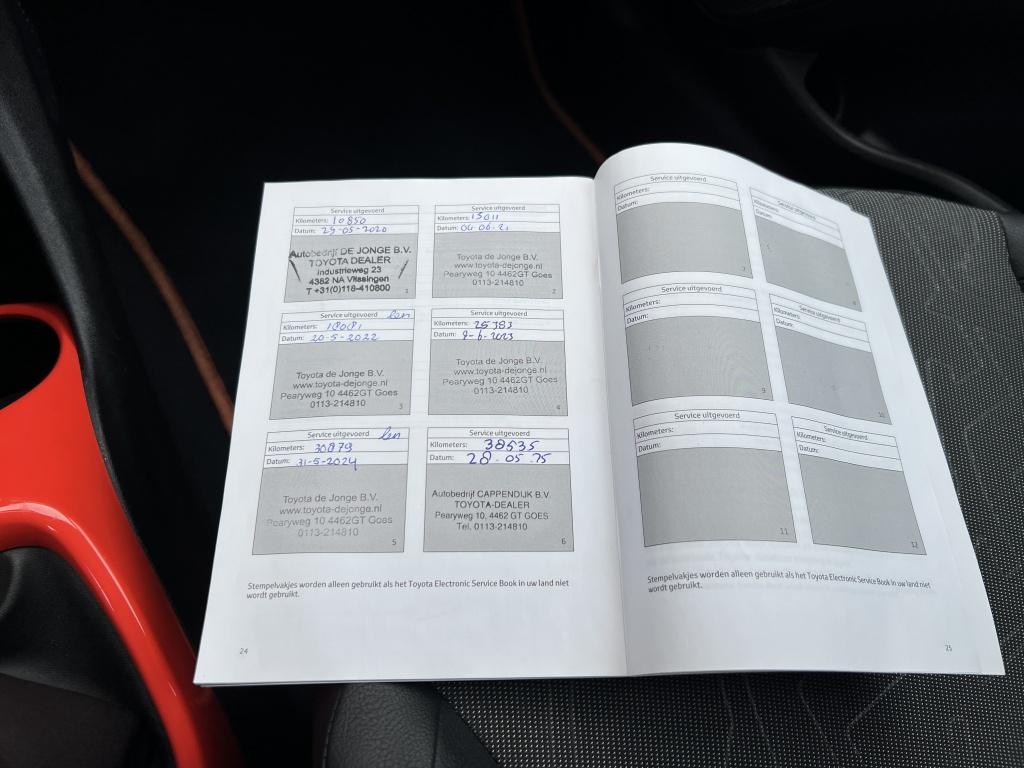 Service uitgevoerd
Kilometers: 10850
Datum: 29-05-2020
Autobedrijf DE JONGE B.V.
TOYOTA DEALER
Industrieweg 23
4382 NA Vlissingen
T +31(0)118-410800
1
Service uitgevoerd
Kilometers: 15011
Datum: 04-06-21
Toyota de Jonge B.V.
www.toyota-dejonge.nl
Pearyweg 10 4462GT Goes
0113-214810
2
Service uitgevoerd
Kilometers: 18081
Datum: 20-5-2022
Toyota de Jonge B.V.
www.toyota-dejonge.nl
Pearyweg 10 4462GT Goes
0113-214810
3
Service uitgevoerd
Kilometers: 25383
Datum: 2-6-2023
Toyota de Jonge B.V.
www.toyota-dejonge.nl
Pearyweg 10 4462GT Goes
0113-214810
4
Service uitgevoerd
Kilometers: 30879
Datum: 31-5-2024
Toyota de Jonge B.V.
www.toyota-dejonge.nl
Pearyweg 10 4462GT Goes
0113-214810
5
Service uitgevoerd
Kilometers: 38535
Datum: 28-05-25
Autobedrijf CAPPENDIJK B.V.
TOYOTA-DEALER
Pearyweg 10, 4462 GT GOES
Tel. 0113-214810
6
Stempelvakjes worden alleen gebruikt als het Toyota Electronic Service Book in uw land niet
wordt gebruikt.
24
Service uitgevoerd
Kilometers:
Datum:
7
Service uitgevoerd
Kilometers:
Datum:
8
Service uitgevoerd
Kilometers:
Datum:
9
Service uitgevoerd
Kilometers:
Datum:
10
Service uitgevoerd
Kilometers:
Datum:
11
Service uitgevoerd
Kilometers:
Datum:
12
Stempelvakjes worden alleen gebruikt als het Toyota Electronic Service Book in uw land niet
wordt gebruikt.
25